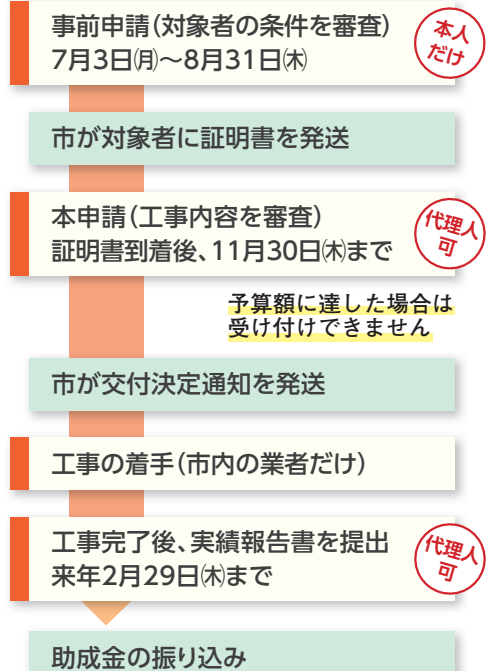 事前申請（対象者の条件を審査）
7月3日㈪～8月31日㈭
本人
だけ
市が対象者に証明書を発送
本申請（工事内容を審査）
証明書到着後、11月30日㈭まで
代理人
可
予算額に達した場合は
受け付けできません
市が交付決定通知を発送
工事の着手（市内の業者だけ）
工事完了後、実績報告書を提出
来年2月29日㈭まで
代理人
可
助成金の振り込み